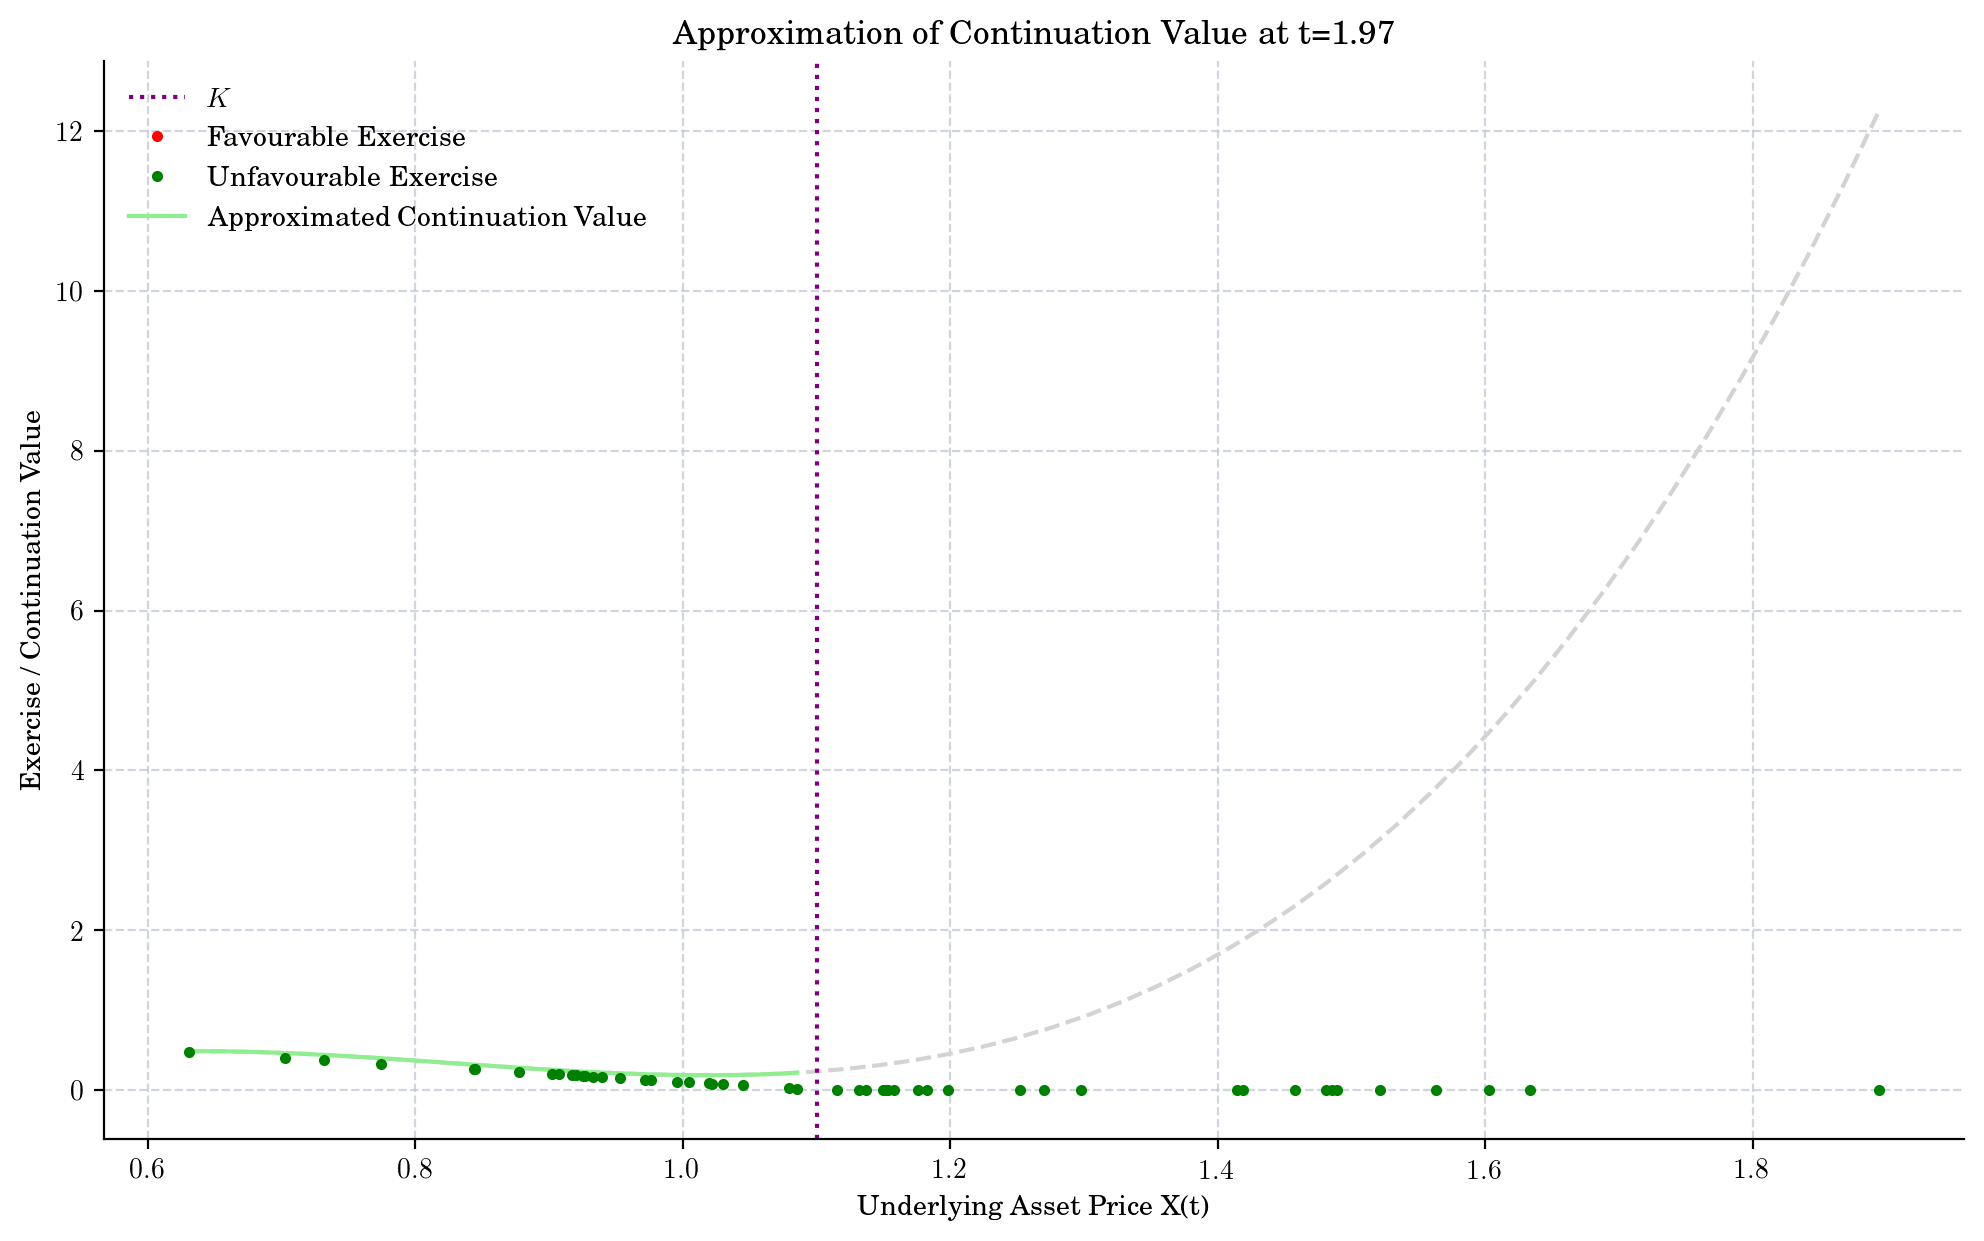 Approximation of Continuation Value at t=1.97
K
Favourable Exercise
Unfavourable Exercise
Approximated Continuation Value
Exercise / Continuation Value
12
10
8
6
4
2
0
0.6 0.8 1.0 1.2 1.4 1.6 1.8
Underlying Asset Price X(t)